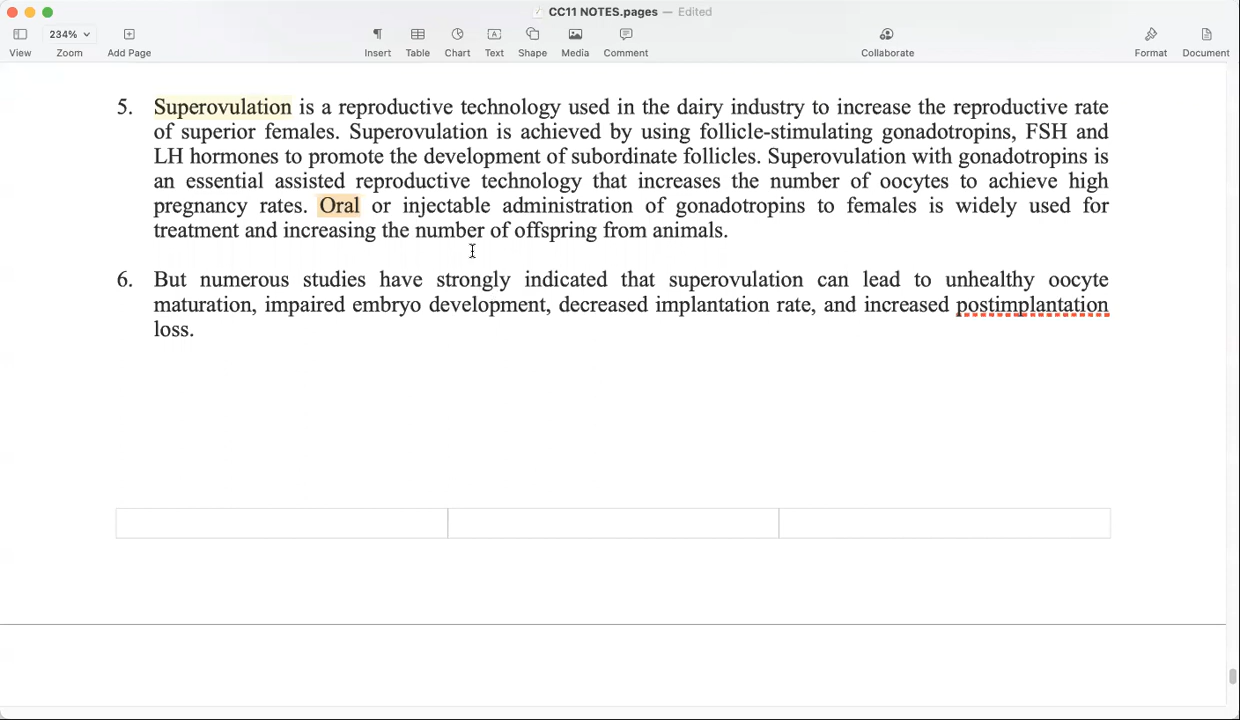 CC11 NOTES.pages — Edited
234%
View Zoom Add Page Insert Table Chart Text Shape Media Comment Collaborate Format Document
5. Superovulation is a reproductive technology used in the dairy industry to increase the reproductive rate
of superior females. Superovulation is achieved by using follicle-stimulating gonadotropins, FSH and
LH hormones to promote the development of subordinate follicles. Superovulation with gonadotropins is
an essential assisted reproductive technology that increases the number of oocytes to achieve high
pregnancy rates. Oral or injectable administration of gonadotropins to females is widely used for
treatment and increasing the number of offspring from animals.
6. But numerous studies have strongly indicated that superovulation can lead to unhealthy oocyte
maturation, impaired embryo development, decreased implantation rate, and increased postimplantation
loss.